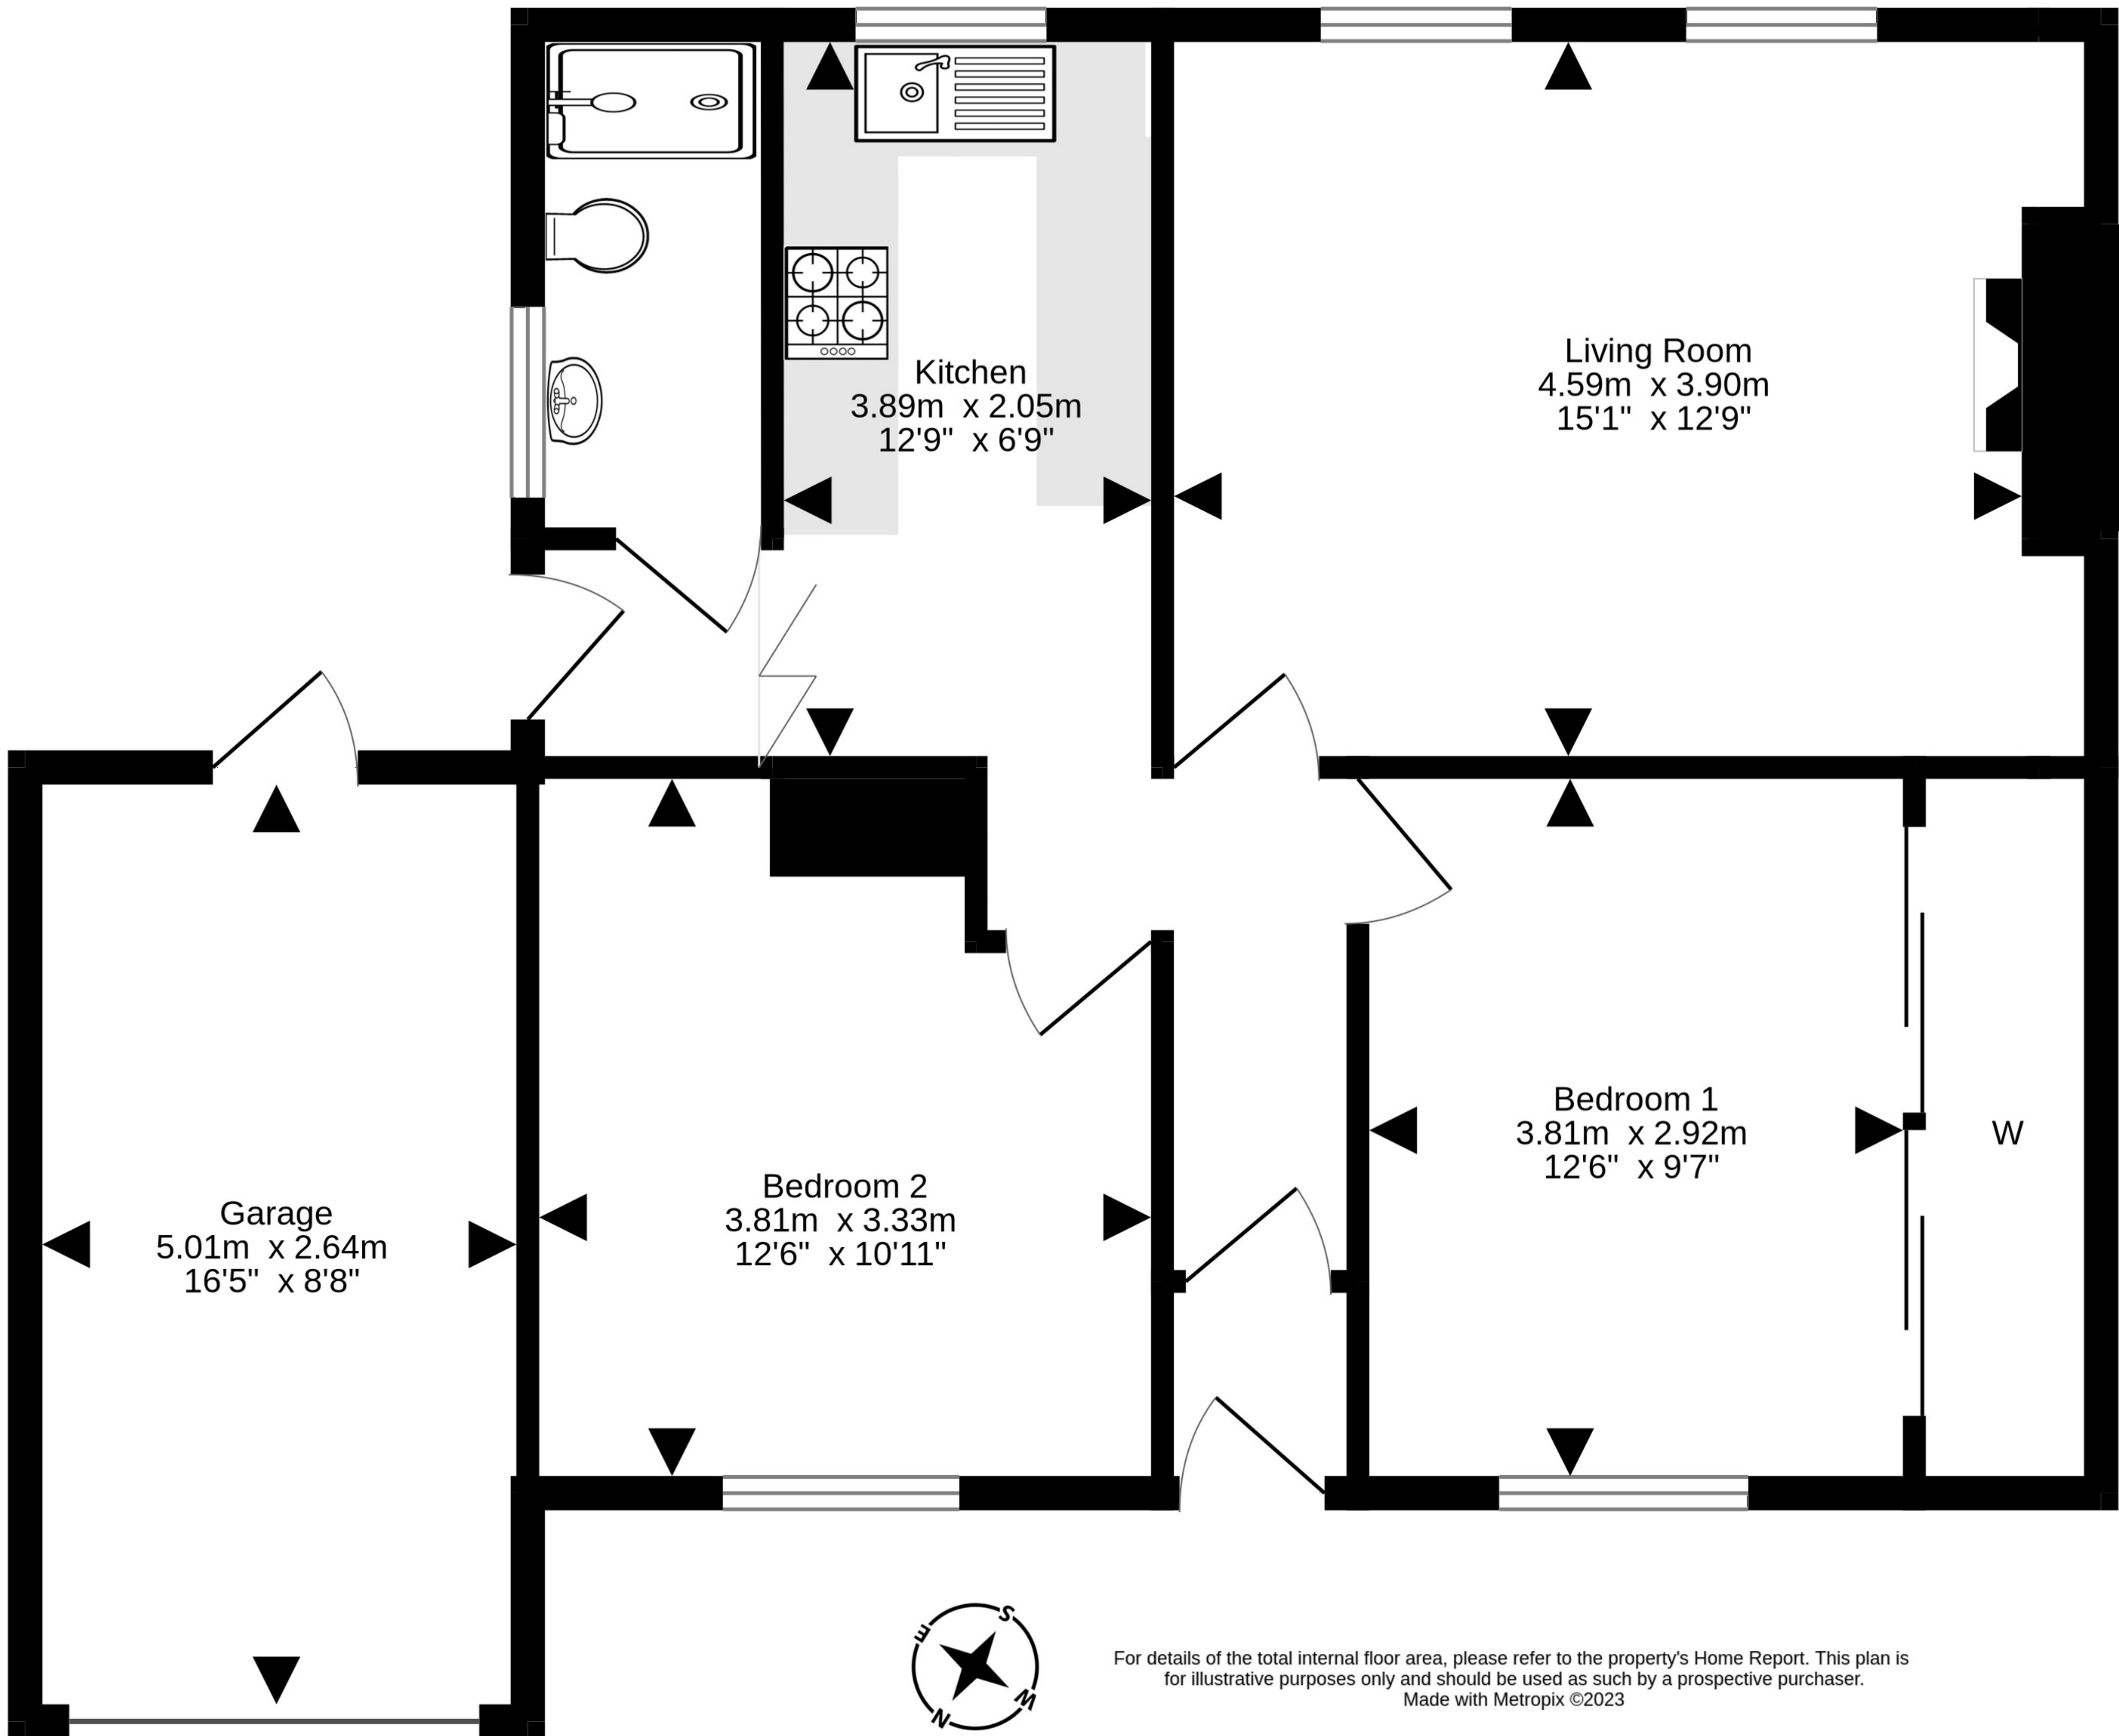 Kitchen
3.89m x 2.05m
12'9" x 6'9"
Living Room
4.59m x 3.90m
15'1" x 12'9"
Bedroom 1
3.81m x 2.92m
12'6" x 9'7"
W
Bedroom 2
3.81m x 3.33m
12'6" x 10'11"
Garage
5.01m x 2.64m
16'5" x 8'8"
S
E
W
N
For details of the total internal floor area, please refer to the property's Home Report. This plan is
for illustrative purposes only and should be used as such by a prospective purchaser.
Made with Metropix ©2023